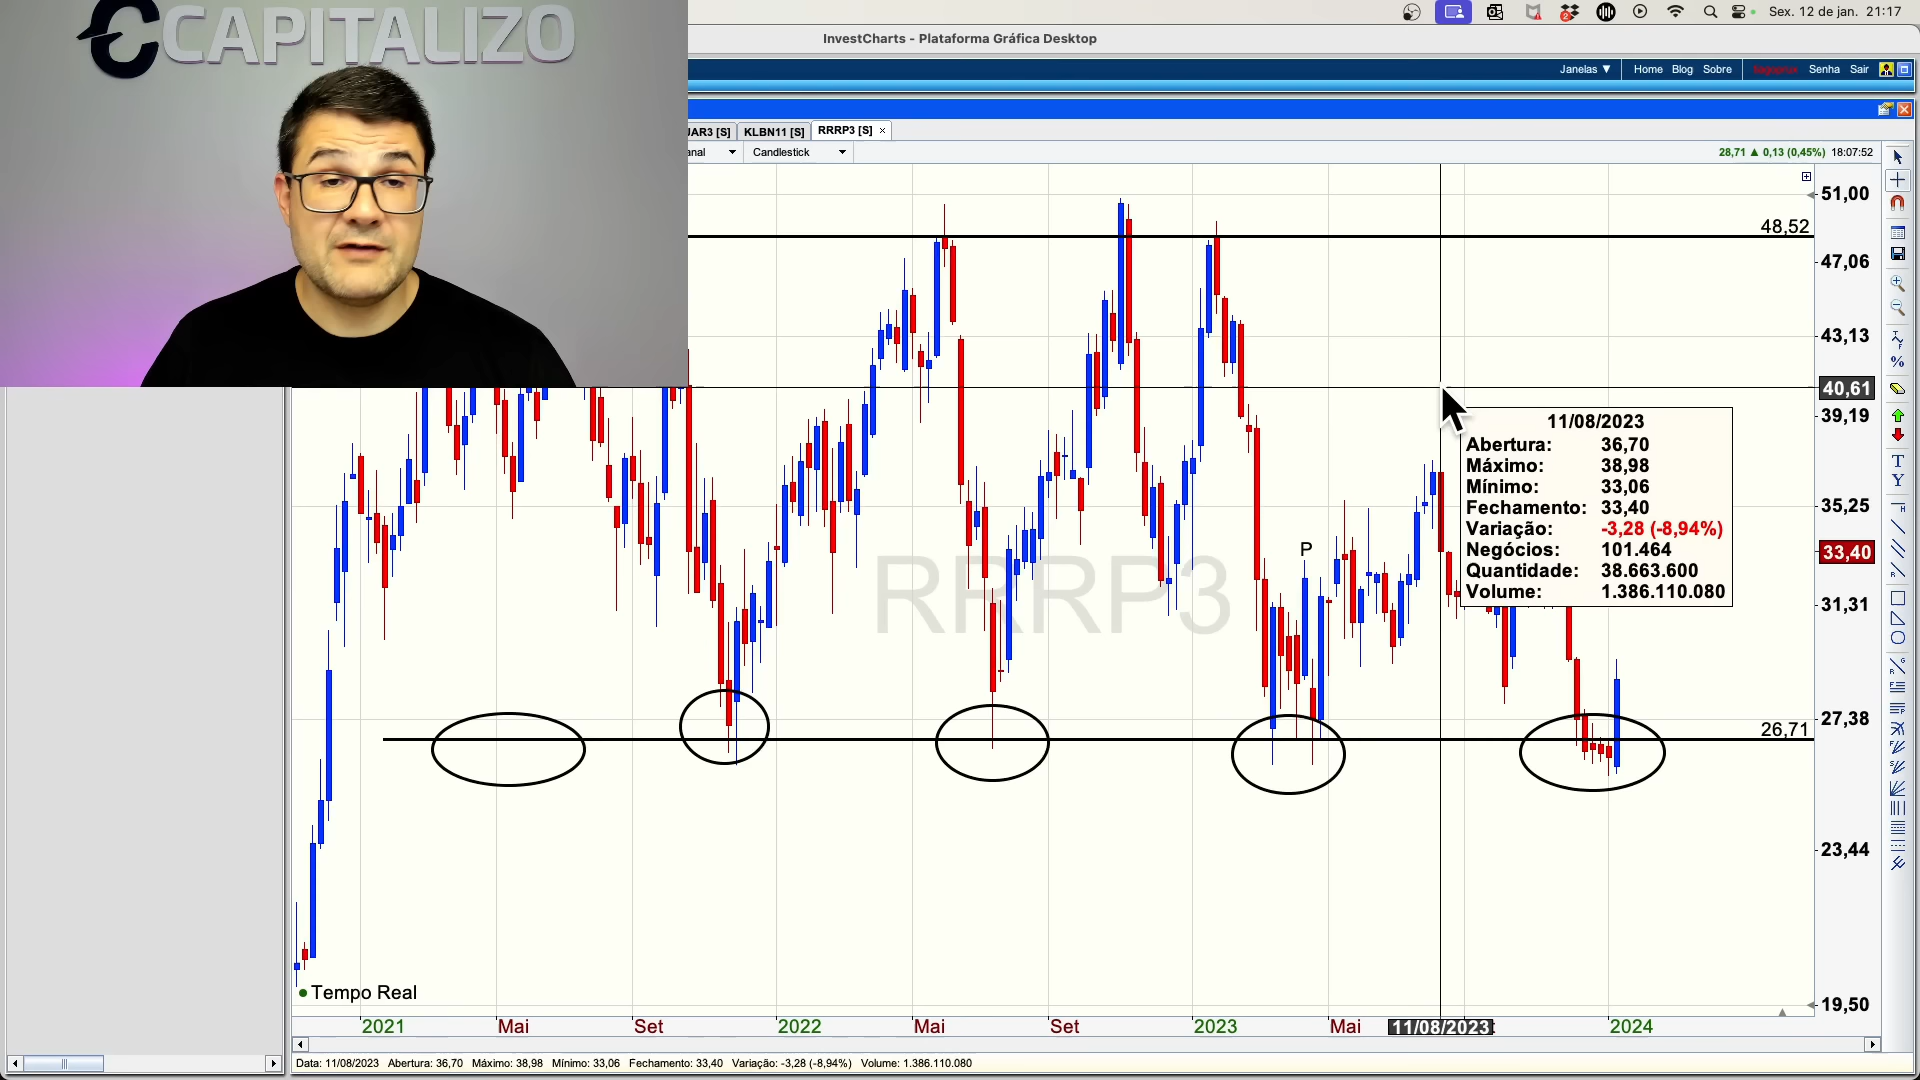 CAPITALIZO
Sex. 12 de jan. 21:17
InvestCharts - Plataforma Gráfica Desktop
Janelas ▼ Home Blog Sobre Senha Sair
JAR3 [S] KLBN11 [S] RRRP3 [S] ×
anal Candlestick
28,71 ▲ 0,13 (0,45%) 18:07:52
51,00
48,52
47,06
43,13
40,61
39,19
35,25
33,40
31,31
27,38
26,71
23,44
19,50
11/08/2023
Abertura: 36,70
Máximo: 38,98
Mínimo: 33,06
Fechamento: 33,40
Variação: -3,28 (-8,94%)
Negócios: 101.464
Quantidade: 38.663.600
Volume: 1.386.110.080
P
RRRP3
Tempo Real
2021 Mai Set 2022 Mai Set 2023 Mai 11/08/2023 2024
Data: 11/08/2023 Abertura: 36,70 Máximo: 38,98 Mínimo: 33,06 Fechamento: 33,40 Variação: -3,28 (-8,94%) Volume: 1.386.110.080